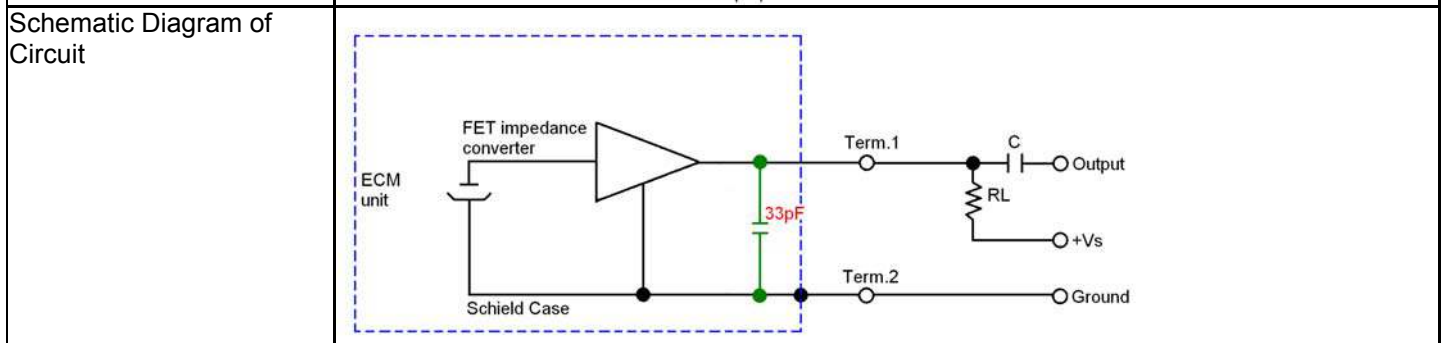 Schematic Diagram of
Circuit
FET impedance
converter
ECM
unit
33pF
Schield Case
Term.1
C
Output
RL
+Vs
Term.2
Ground